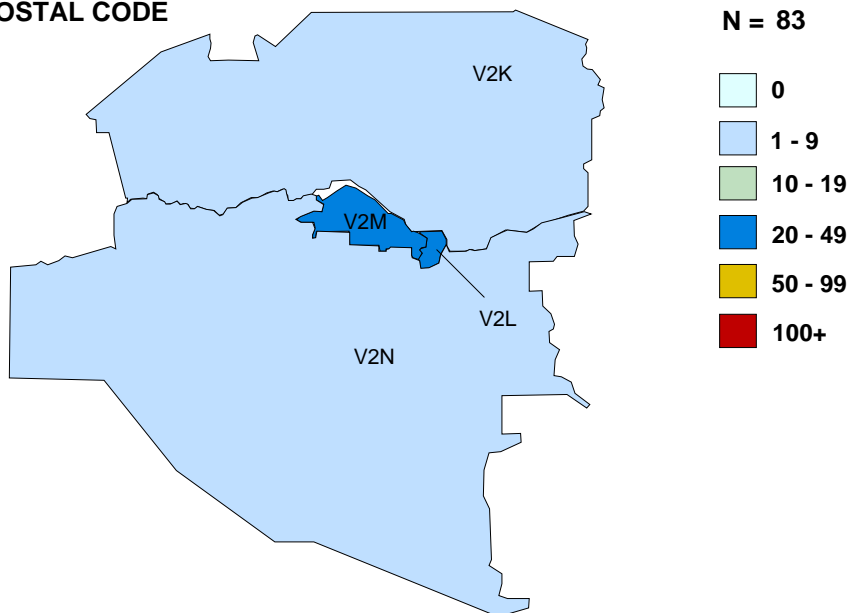 OSTAL CODE
N = 83
V2K
0
1 - 9
10 - 19
20 - 49
50 - 99
100+
V2M
V2L
V2N